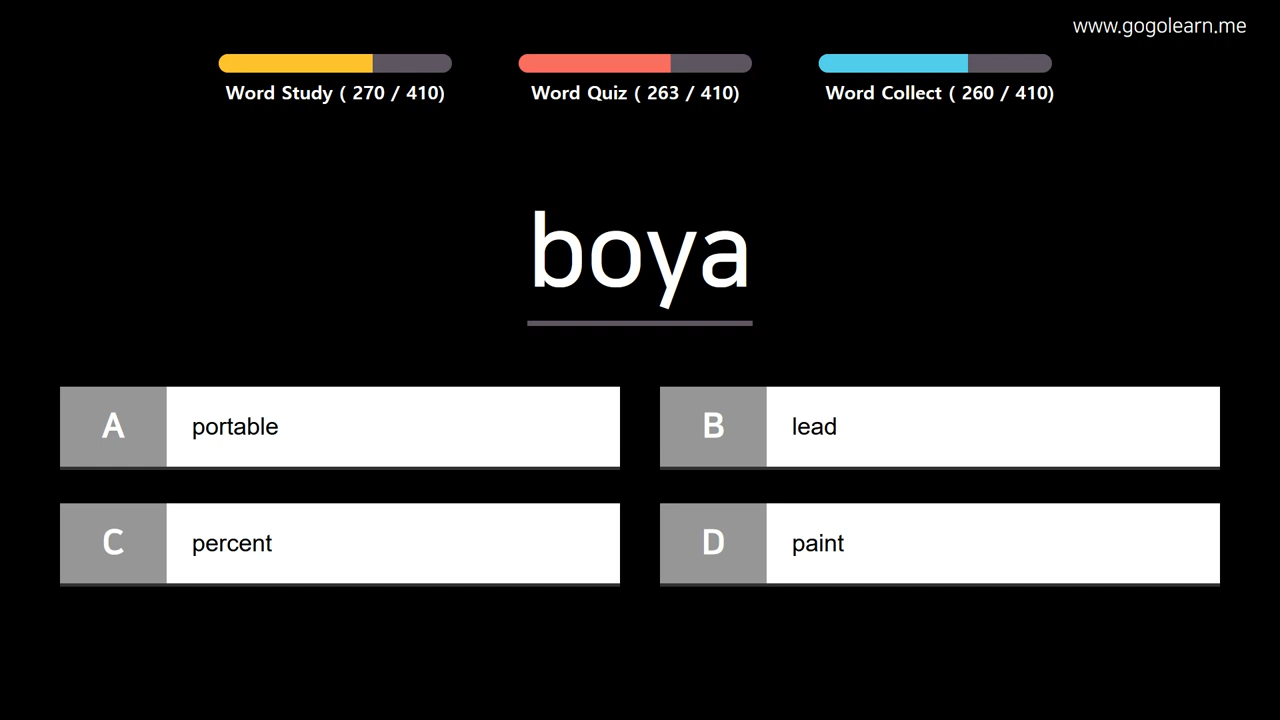 www.gogolearn.me
Word Study ( 270 / 410)
Word Quiz ( 263 / 410)
Word Collect ( 260 / 410)
boya
A portable
B lead
C percent
D paint